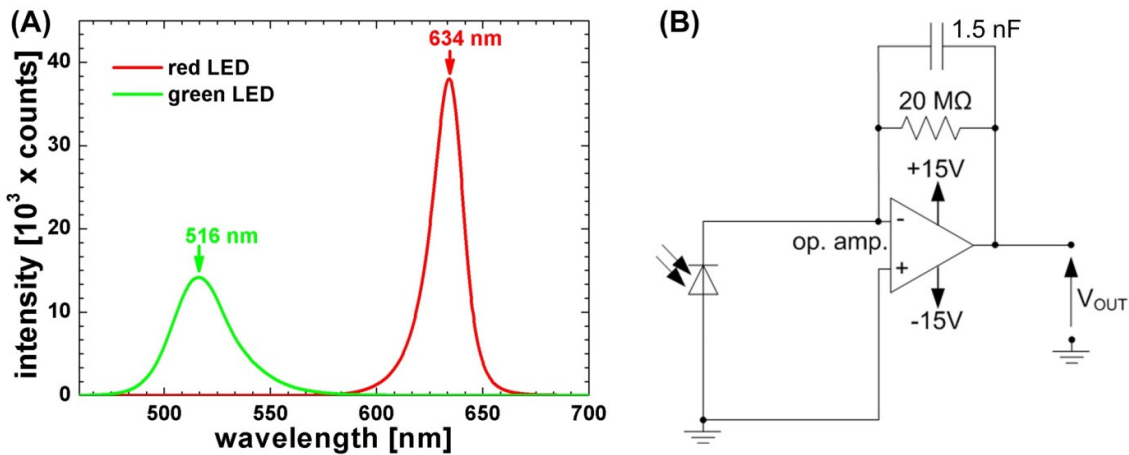 (A)
634 nm
red LED
green LED
516 nm
intensity [10³ x counts]
40
30
20
10
0
500
550
600
650
700
wavelength [nm]
(B)
1.5 nF
20 MΩ
+15V
-
op. amp.
+
-15V
V_OUT